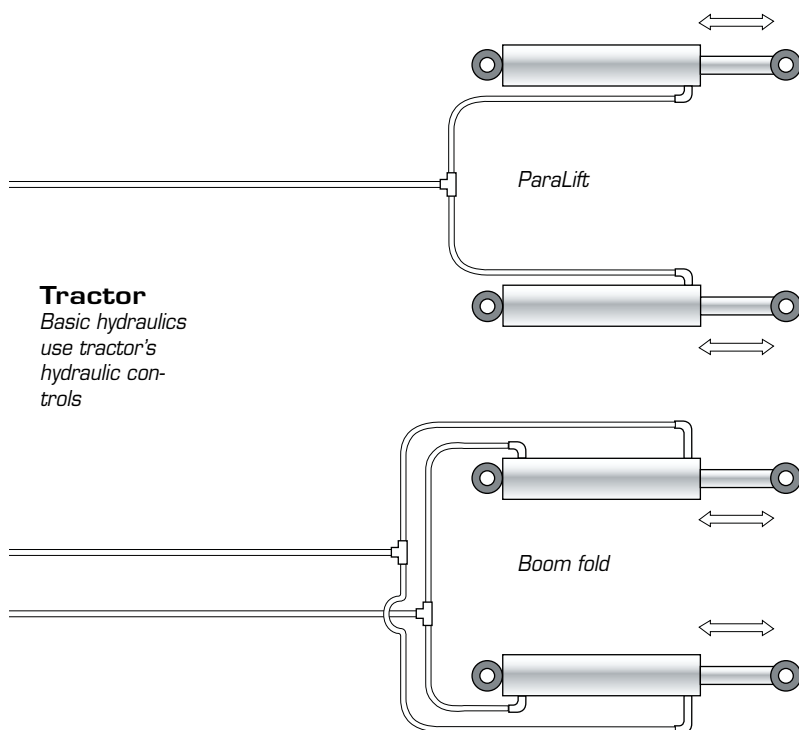 ParaLift
Tractor
Basic hydraulics
use tractor's
hydraulic con-
trols
Boom fold